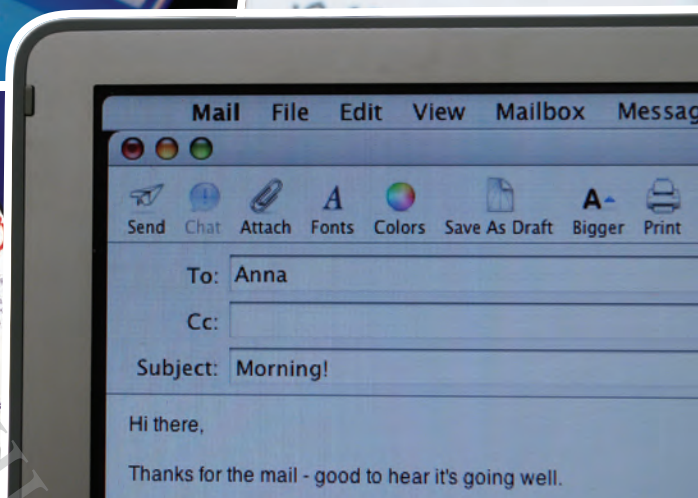 Mail File Edit View Mailbox
Send Chat Attach Fonts Colors Save As Draft Bigger Print
To: Anna
Cc:
Subject: Morning!
Hi there,
Thanks for the mail - good to hear it's going well.